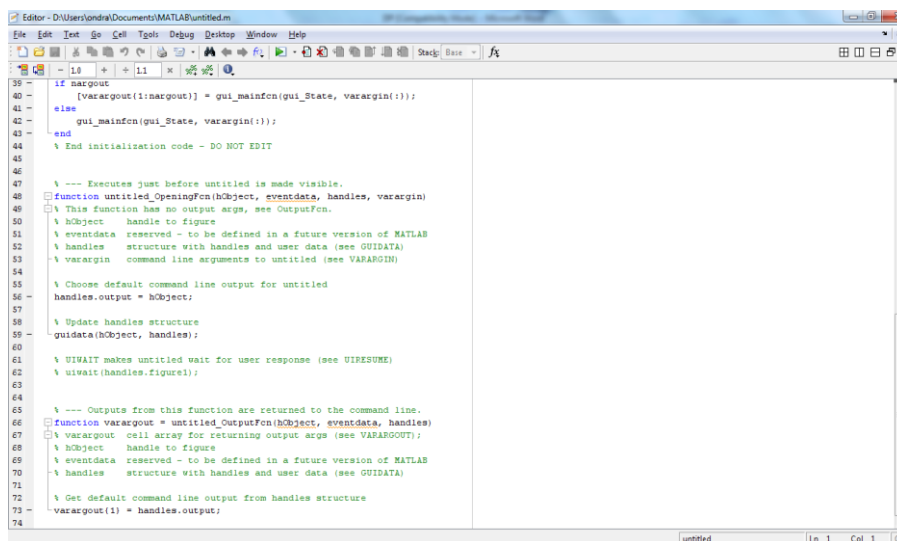 Editor - D:\Users\ondra\Documents\MATLAB\untitled.m
File Edit Text Go Cell Tools Debug Desktop Window Help
Stack: Base fx
- 1.0 + ÷ 1.1 ×
39 - if nargout
40 - [varargout{1:nargout}] = gui_mainfcn(gui_State, varargin{:});
41 - else
42 - gui_mainfcn(gui_State, varargin{:});
43 - end
44 % End initialization code - DO NOT EDIT
45
46
47 % --- Executes just before untitled is made visible.
48 function untitled_OpeningFcn(hObject, eventdata, handles, varargin)
49 % This function has no output args, see OutputFcn.
50 % hObject handle to figure
51 % eventdata reserved - to be defined in a future version of MATLAB
52 % handles structure with handles and user data (see GUIDATA)
53 % varargin command line arguments to untitled (see VARARGIN)
54
55 % Choose default command line output for untitled
56 - handles.output = hObject;
57
58 % Update handles structure
59 - guidata(hObject, handles);
60
61 % UIWAIT makes untitled wait for user response (see UIRESUME)
62 % uiwait(handles.figure1);
63
64
65 % --- Outputs from this function are returned to the command line.
66 function varargout = untitled_OutputFcn(hObject, eventdata, handles)
67 % varargout cell array for returning output args (see VARARGOUT);
68 % hObject handle to figure
69 % eventdata reserved - to be defined in a future version of MATLAB
70 % handles structure with handles and user data (see GUIDATA)
71
72 % Get default command line output from handles structure
73 - varargout{1} = handles.output;
74
untitled Ln 1 Col 1